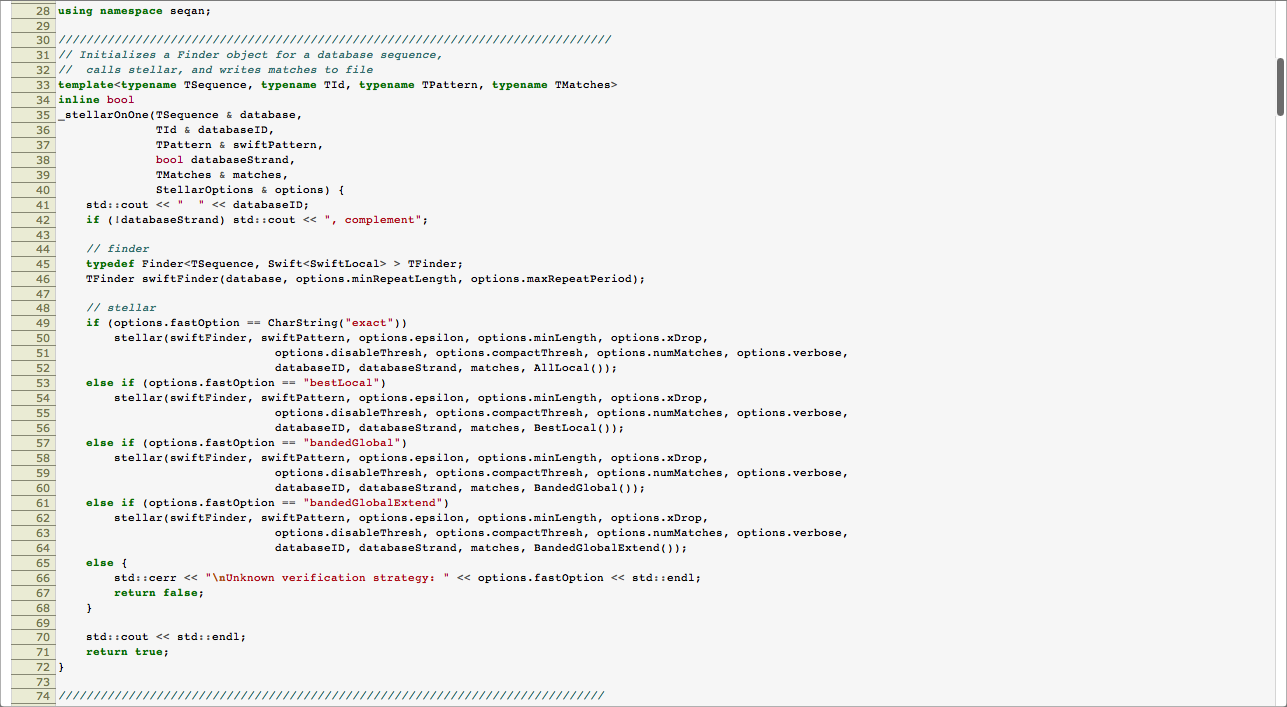 28 using namespace seqan;
29
30 ///////////////////////////////////////////////////////////////////////////////
31 // Initializes a Finder object for a database sequence,
32 //  calls stellar, and writes matches to file
33 template<typename TSequence, typename TId, typename TPattern, typename TMatches>
34 inline bool
35 _stellarOnOne(TSequence & database,
36               TId & databaseID,
37               TPattern & swiftPattern,
38               bool databaseStrand,
39               TMatches & matches,
40               StellarOptions & options) {
41     std::cout << "  " << databaseID;
42     if (!databaseStrand) std::cout << ", complement";
43
44     // finder
45     typedef Finder<TSequence, Swift<SwiftLocal> > TFinder;
46     TFinder swiftFinder(database, options.minRepeatLength, options.maxRepeatPeriod);
47
48     // stellar
49     if (options.fastOption == CharString("exact"))
50         stellar(swiftFinder, swiftPattern, options.epsilon, options.minLength, options.xDrop,
51                                options.disableThresh, options.compactThresh, options.numMatches, options.verbose,
52                                databaseID, databaseStrand, matches, AllLocal());
53     else if (options.fastOption == "bestLocal")
54         stellar(swiftFinder, swiftPattern, options.epsilon, options.minLength, options.xDrop,
55                                options.disableThresh, options.compactThresh, options.numMatches, options.verbose,
56                                databaseID, databaseStrand, matches, BestLocal());
57     else if (options.fastOption == "bandedGlobal")
58         stellar(swiftFinder, swiftPattern, options.epsilon, options.minLength, options.xDrop,
59                                options.disableThresh, options.compactThresh, options.numMatches, options.verbose,
60                                databaseID, databaseStrand, matches, BandedGlobal());
61     else if (options.fastOption == "bandedGlobalExtend")
62         stellar(swiftFinder, swiftPattern, options.epsilon, options.minLength, options.xDrop,
63                                options.disableThresh, options.compactThresh, options.numMatches, options.verbose,
64                                databaseID, databaseStrand, matches, BandedGlobalExtend());
65     else {
66         std::cerr << "\nUnknown verification strategy: " << options.fastOption << std::endl;
67         return false;
68     }
69
70     std::cout << std::endl;
71     return true;
72 }
73
74 //////////////////////////////////////////////////////////////////////////////